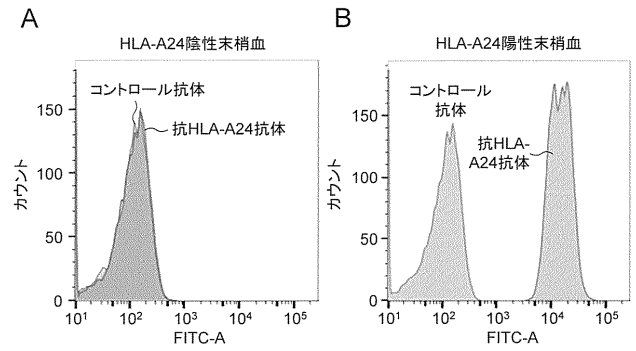 A
HLA-A24陰性末梢血
コントロール抗体
抗HLA-A24抗体
カウント
150
100
50
0
10¹ 10² 10³ 10⁴ 10⁵
FITC-A
B
HLA-A24陽性末梢血
コントロール
抗体
抗HLA-
A24抗体
カウント
150
100
50
0
10¹ 10² 10³ 10⁴ 10⁵
FITC-A